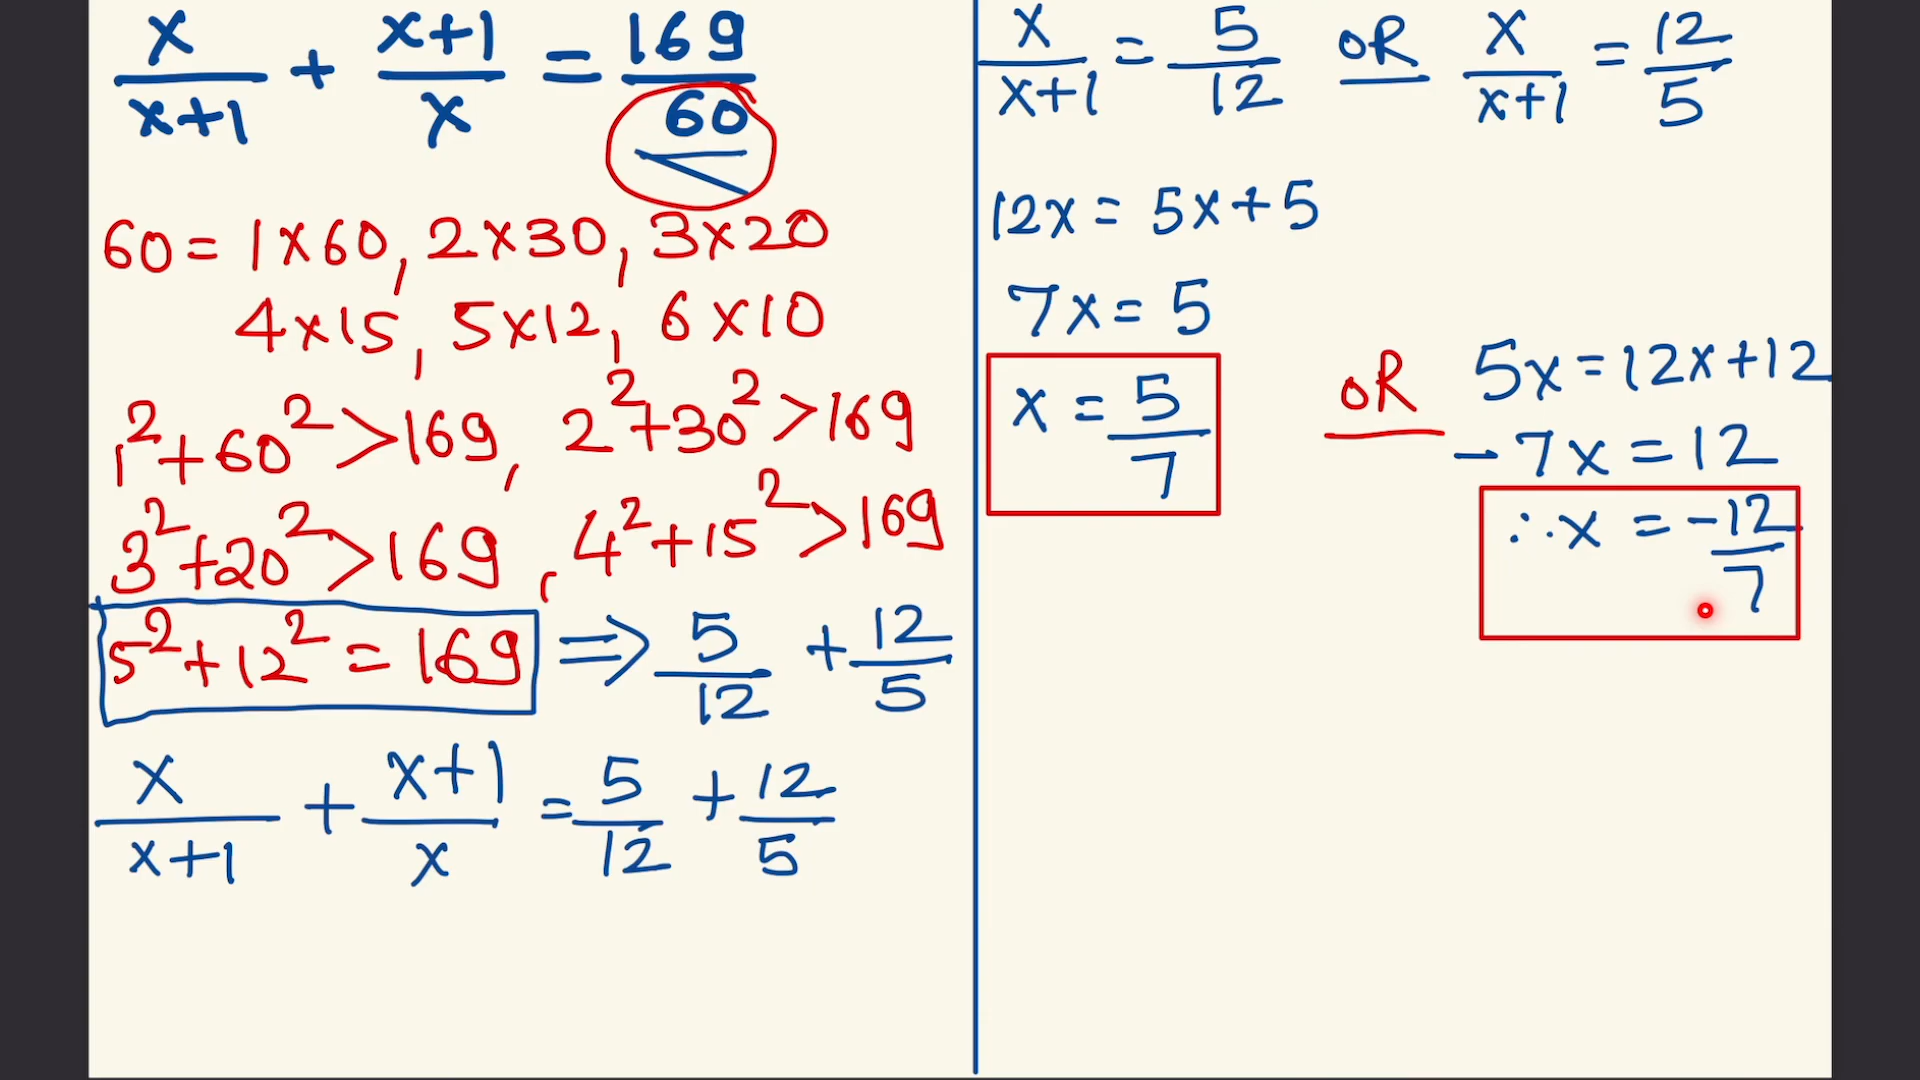 x/(x+1) + (x+1)/x = 169/60
60 = 1×60, 2×30, 3×20
4×15, 5×12, 6×10
1² + 60² > 169, 2² + 30² > 169
3² + 20² > 169, 4² + 15² > 169
5² + 12² = 169 ⇒ 5/12 + 12/5
x/(x+1) + (x+1)/x = 5/12 + 12/5
x/(x+1) = 5/12 OR x/(x+1) = 12/5
12x = 5x + 5
7x = 5
x = 5/7
OR
5x = 12x + 12
-7x = 12
∴ x = -12/7